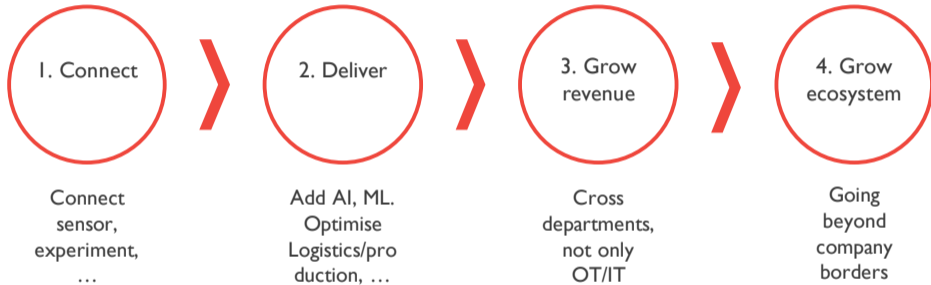 1. Connect
2. Deliver
3. Grow
revenue
4. Grow
ecosystem
Connect
sensor,
experiment,
…
Add AI, ML.
Optimise
Logistics/pro
duction, …
Cross
departments,
not only
OT/IT
Going
beyond
company
borders